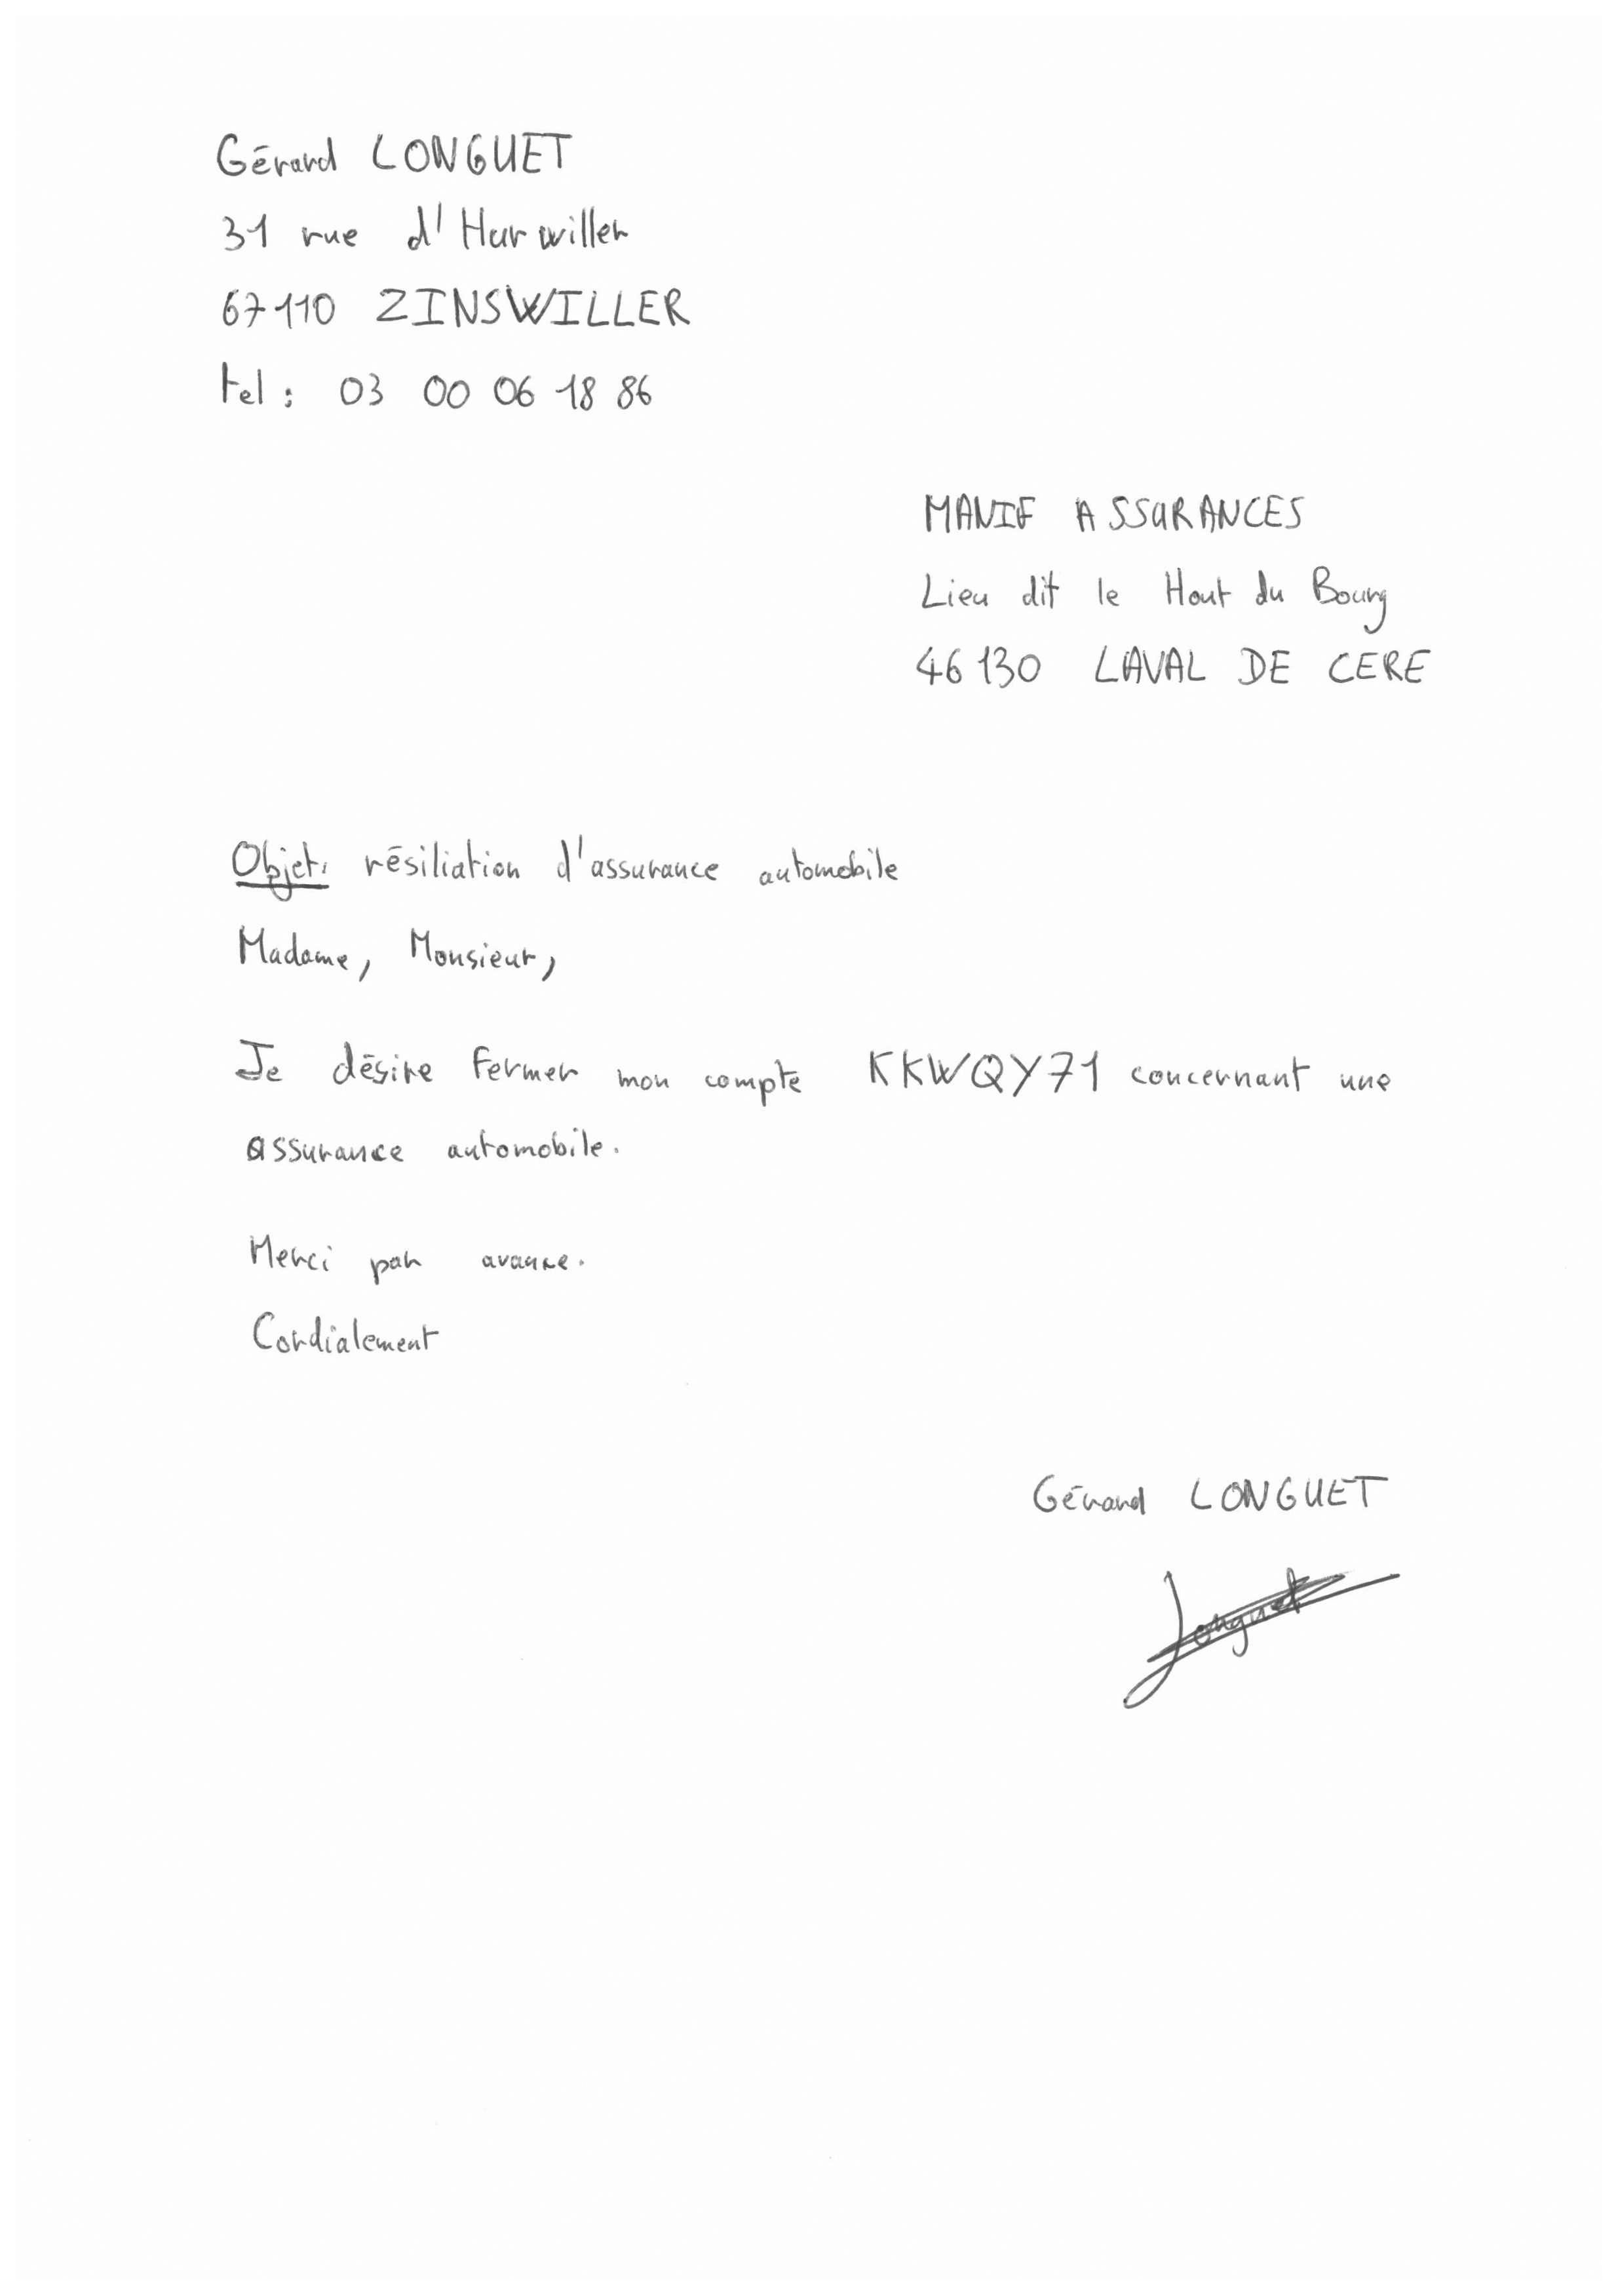 Gérard LONGUET
31 rue d'Hurwiller
67110 ZINSWILLER
tel : 03 00 06 18 86
MANIF ASSURANCES
Lieu dit le Haut du Bourg
46130 LAVAL DE CERE
Objet: résiliation d'assurance automobile
Madame, Monsieur,
Je désire fermer mon compte KKWQY71 concernant une
assurance automobile.
Merci par avance.
Cordialement
Gérard LONGUET
Longuet